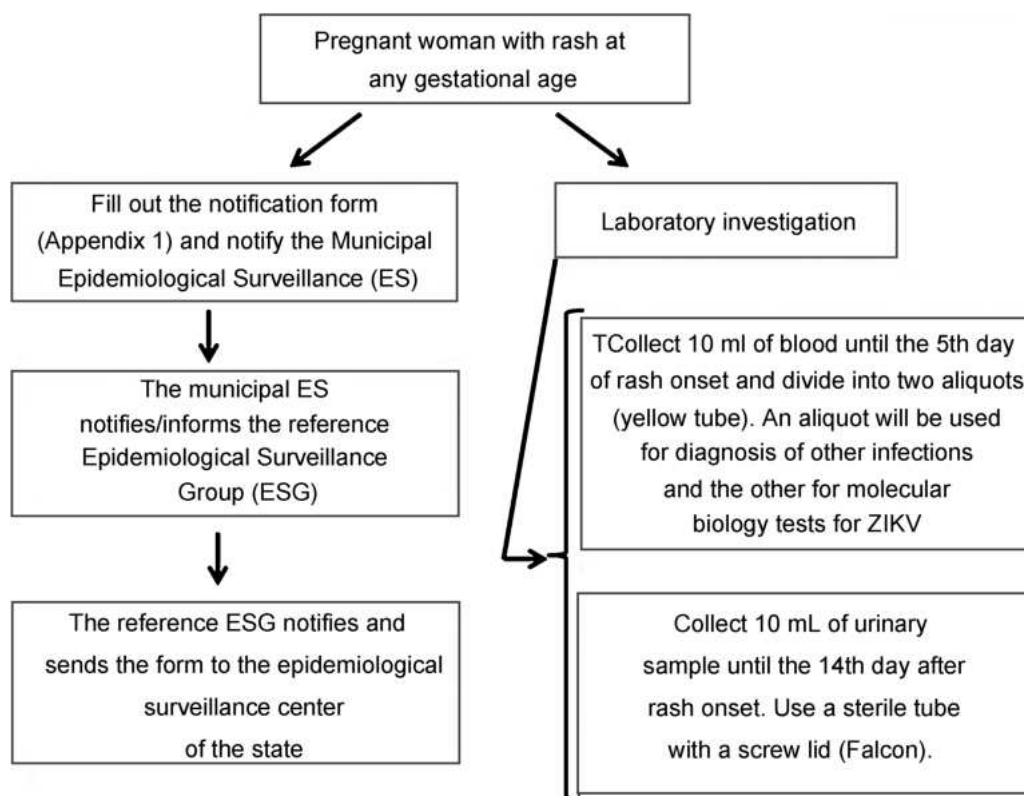 Pregnant woman with rash at
any gestational age
Fill out the notification form
(Appendix 1) and notify the Municipal
Epidemiological Surveillance (ES)
The municipal ES
notifies/informs the reference
Epidemiological Surveillance
Group (ESG)
The reference ESG notifies and
sends the form to the epidemiological
surveillance center
of the state
Laboratory investigation
TCollect 10 ml of blood until the 5th day
of rash onset and divide into two aliquots
(yellow tube). An aliquot will be used
for diagnosis of other infections
and the other for molecular
biology tests for ZIKV
Collect 10 mL of urinary
sample until the 14th day after
rash onset. Use a sterile tube
with a screw lid (Falcon).